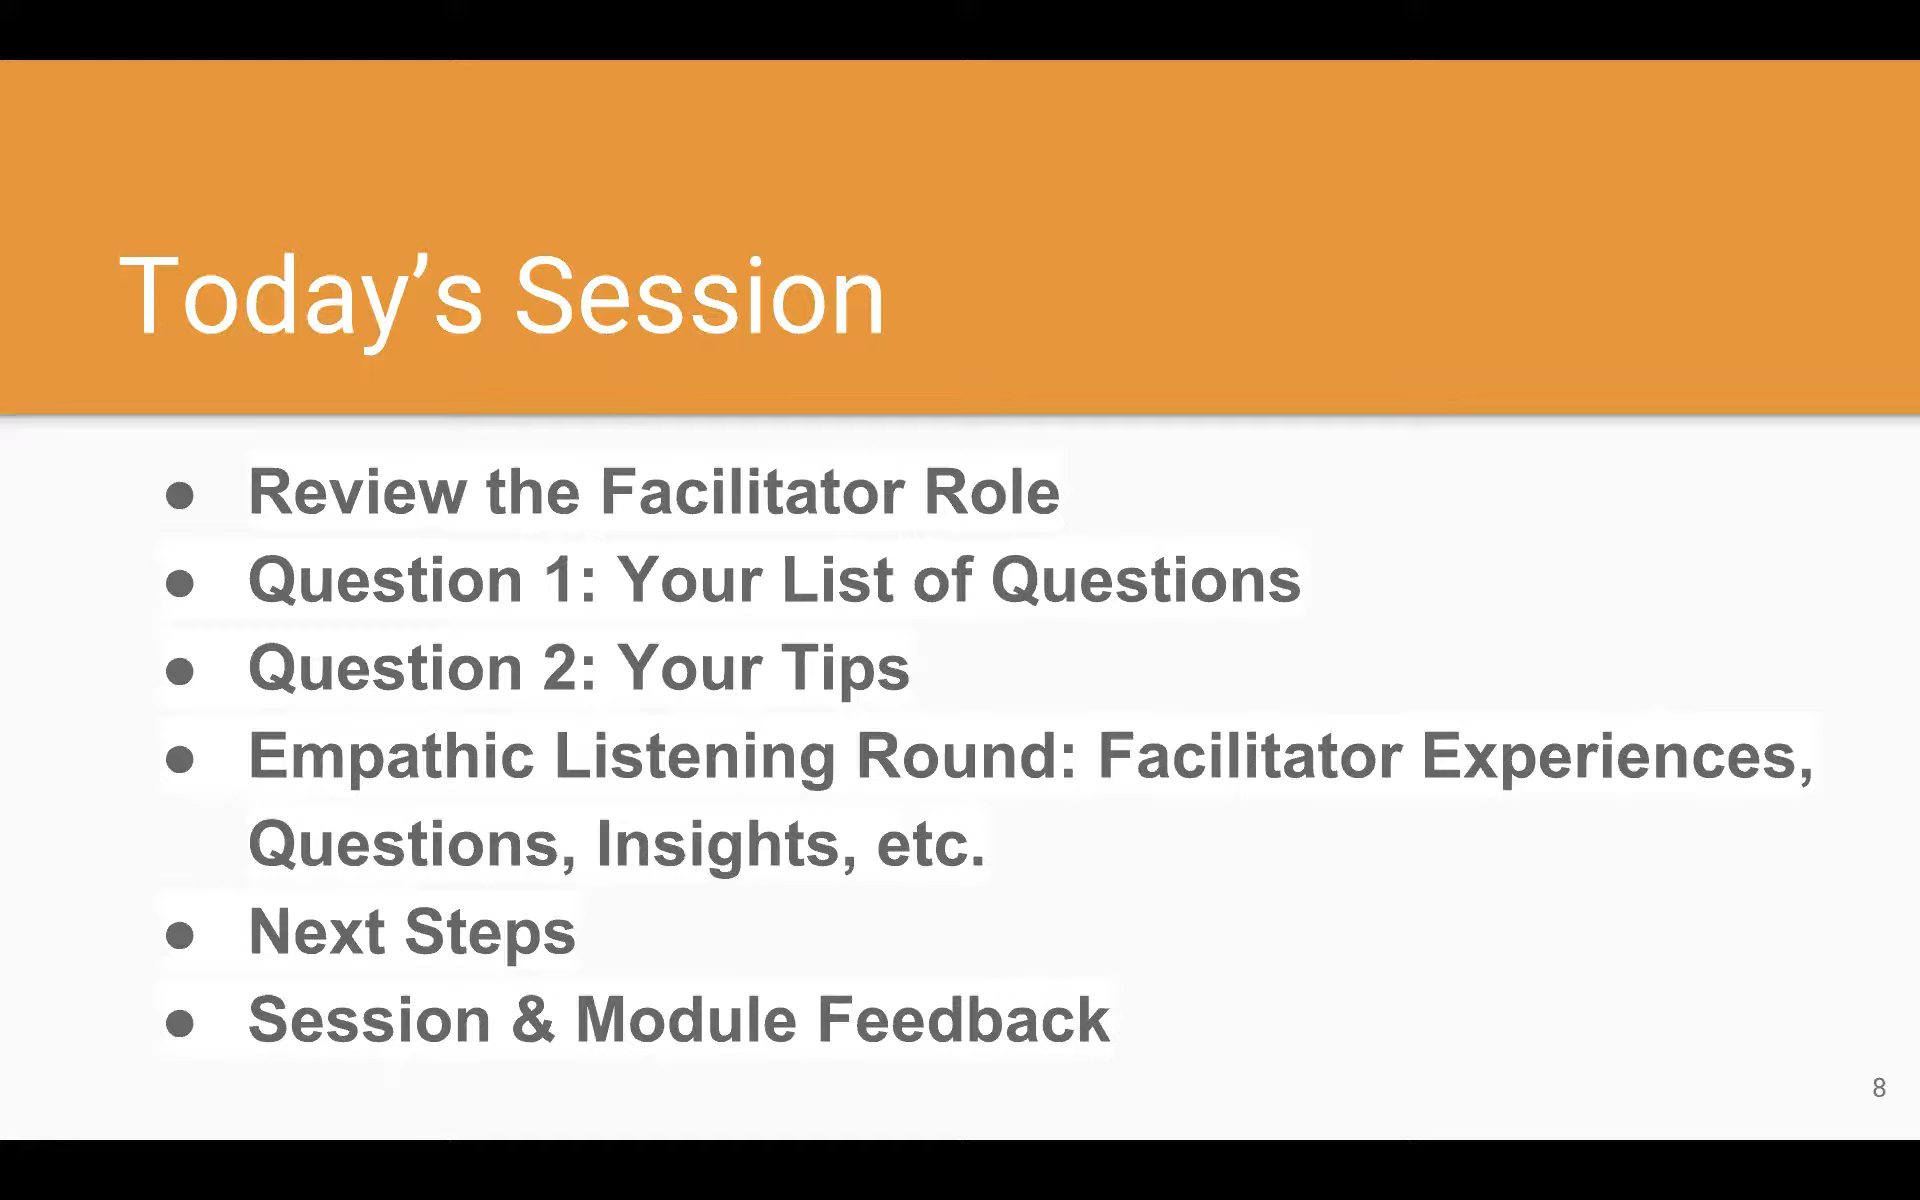 Today’s Session
● Review the Facilitator Role
● Question 1: Your List of Questions
● Question 2: Your Tips
● Empathic Listening Round: Facilitator Experiences,
Questions, Insights, etc.
● Next Steps
● Session & Module Feedback
8